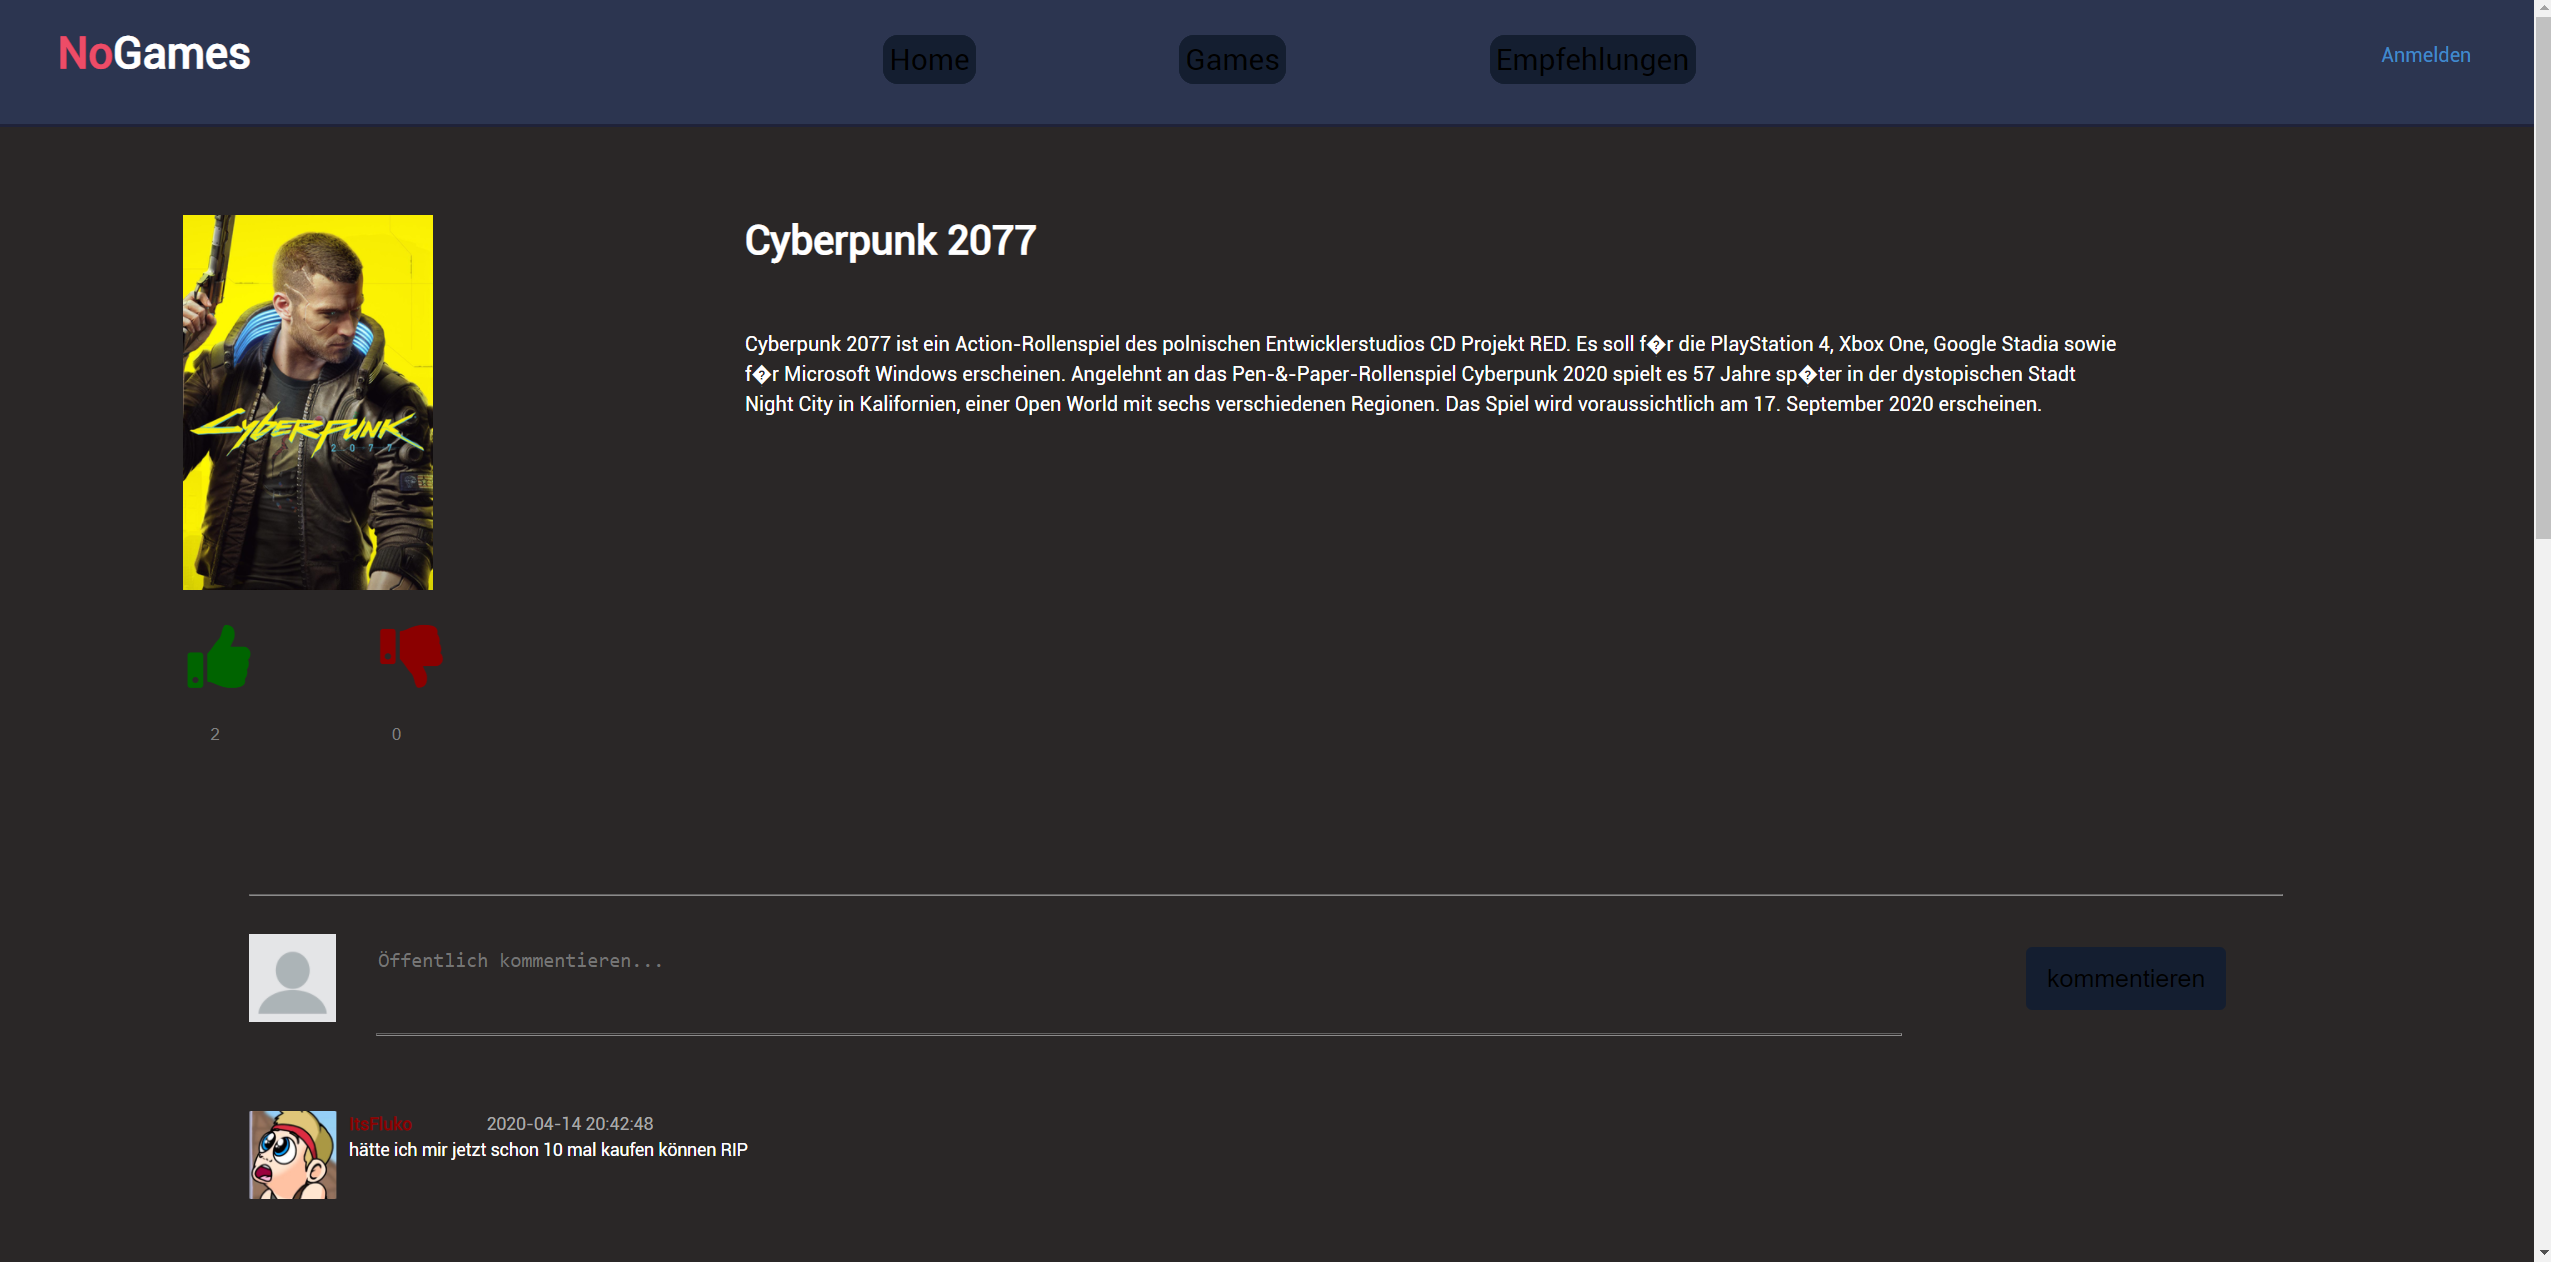 NoGames
Home
Games
Empfehlungen
Anmelden
Cyberpunk 2077
Cyberpunk 2077 ist ein Action-Rollenspiel des polnischen Entwicklerstudios CD Projekt RED. Es soll f�r die PlayStation 4, Xbox One, Google Stadia sowie
f�r Microsoft Windows erscheinen. Angelehnt an das Pen-&-Paper-Rollenspiel Cyberpunk 2020 spielt es 57 Jahre sp�ter in der dystopischen Stadt
Night City in Kalifornien, einer Open World mit sechs verschiedenen Regionen. Das Spiel wird voraussichtlich am 17. September 2020 erscheinen.
CYBERPUNK
2077
2
0
Öffentlich kommentieren...
kommentieren
ItsFluko 2020-04-14 20:42:48
hätte ich mir jetzt schon 10 mal kaufen können RIP